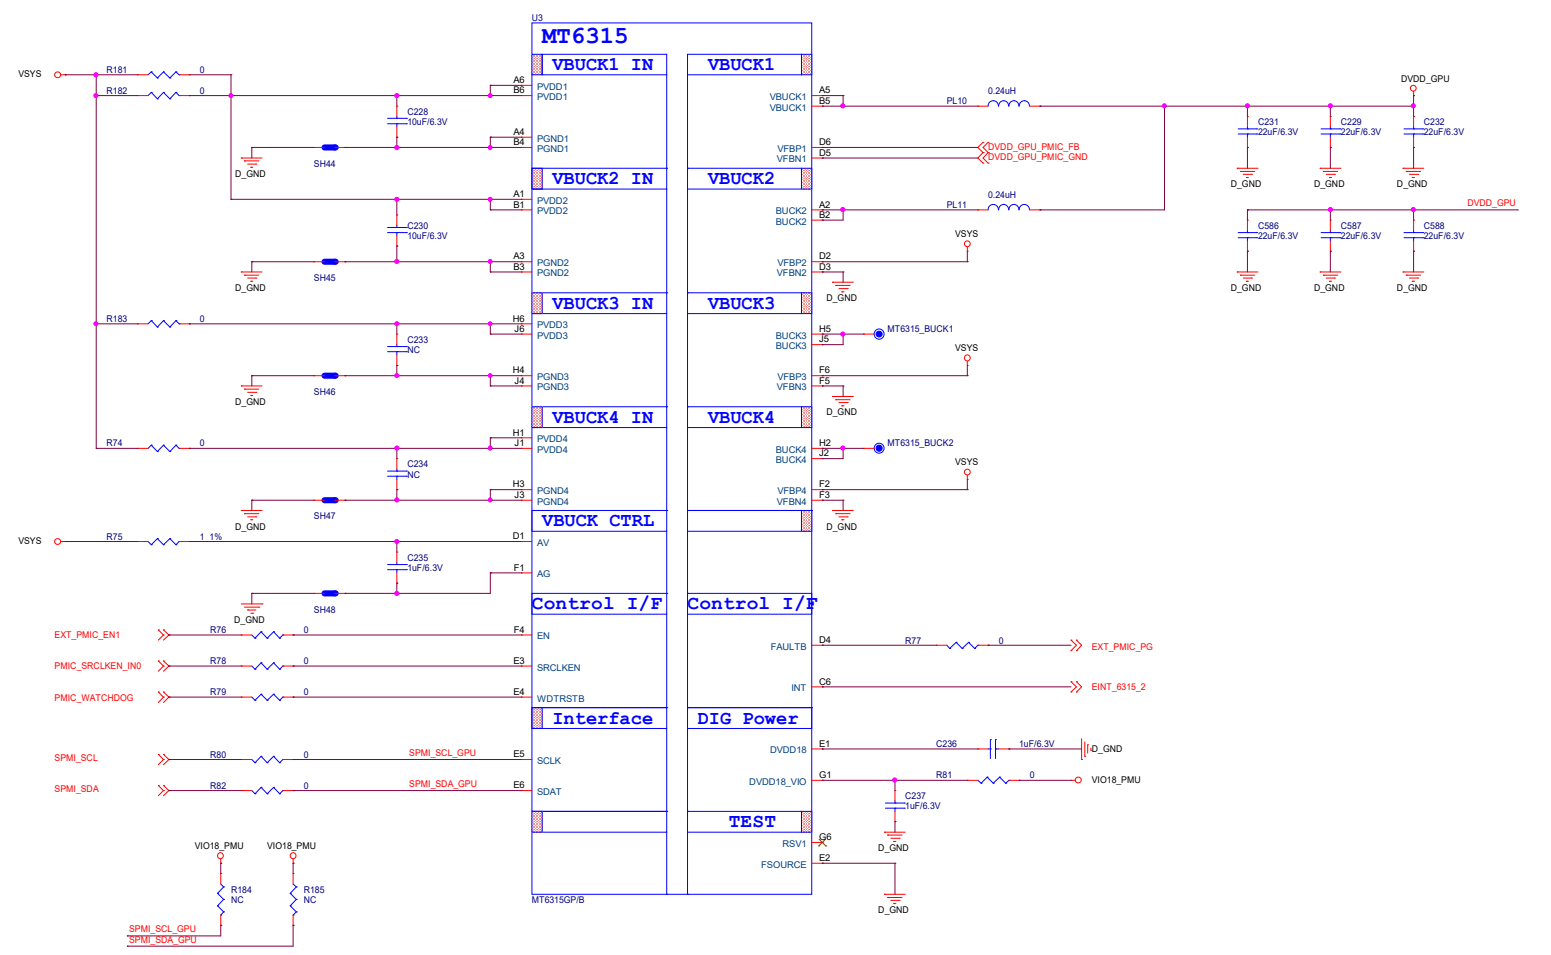 U3
MT6315
VBUCK1 IN
VBUCK1
VSYS
R181
0
R182
0
A6
B6
PVDD1
PVDD1
C228
10uF/6.3V
A4
B4
PGND1
PGND1
SH44
D_GND
VBUCK1
VBUCK1
A5
B5
PL10
0.24uH
DVDD_GPU
C231
22uF/6.3V
C229
22uF/6.3V
C232
22uF/6.3V
D_GND
D_GND
D_GND
VFBP1
VFBN1
D6
D5
DVDD_GPU_PMIC_FB
DVDD_GPU_PMIC_GND
VBUCK2 IN
VBUCK2
A1
B1
PVDD2
PVDD2
C230
10uF/6.3V
A3
B3
PGND2
PGND2
SH45
D_GND
BUCK2
BUCK2
A2
B2
PL11
0.24uH
DVDD_GPU
C586
22uF/6.3V
C587
22uF/6.3V
C588
22uF/6.3V
D_GND
D_GND
D_GND
VSYS
VFBP2
VFBN2
D2
D3
D_GND
VBUCK3 IN
VBUCK3
R183
0
H6
J6
PVDD3
PVDD3
C233
NC
H4
J4
PGND3
PGND3
SH46
D_GND
BUCK3
BUCK3
H5
J5
MT6315_BUCK1
VSYS
VFBP3
VFBN3
F6
F5
D_GND
VBUCK4 IN
VBUCK4
R74
0
H1
J1
PVDD4
PVDD4
C234
NC
H3
J3
PGND4
PGND4
SH47
D_GND
BUCK4
BUCK4
H2
J2
MT6315_BUCK2
VSYS
VFBP4
VFBN4
F2
F3
D_GND
VBUCK CTRL
VSYS
R75
1 1%
D1
AV
C235
1uF/6.3V
F1
AG
SH48
D_GND
Control I/F
Control I/F
EXT_PMIC_EN1
R76
0
F4
EN
FAULTB
D4
R77
0
EXT_PMIC_PG
PMIC_SRCLKEN_IN0
R78
0
E3
SRCLKEN
INT
C6
EINT_6315_2
PMIC_WATCHDOG
R79
0
E4
WDTRSTB
Interface
DIG Power
SPMI_SCL
R80
0
SPMI_SCL_GPU
E5
SCLK
DVDD18
E1
C236
1uF/6.3V
D_GND
SPMI_SDA
R82
0
SPMI_SDA_GPU
E6
SDAT
DVDD18_VIO
G1
R81
0
VIO18_PMU
C237
1uF/6.3V
D_GND
TEST
RSV1
G6
FSOURCE
E2
D_GND
MT6315GP/B
VIO18_PMU
VIO18_PMU
R184
NC
R185
NC
SPMI_SCL_GPU
SPMI_SDA_GPU